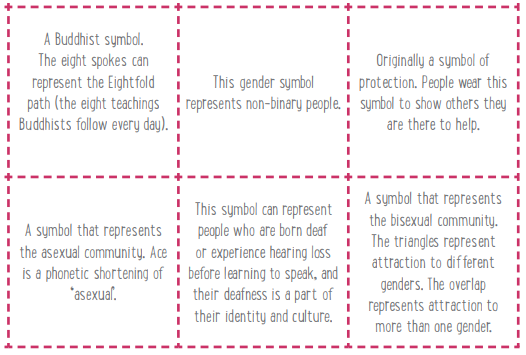 A Buddhist symbol.
The eight spokes can
represent the Eightfold
path (the eight teachings
Buddhists follow every day).
This gender symbol
represents non-binary people.
Originally a symbol of
protection. People wear this
symbol to show others they
are there to help.
A symbol that represents
the asexual community. Ace
is a phonetic shortening of
"asexual".
This symbol can represent
people who are born deaf
or experience hearing loss
before learning to speak, and
their deafness is a part of
their identity and culture.
A symbol that represents
the bisexual community.
The triangles represent
attraction to different
genders. The overlap
represents attraction to
more than one gender.